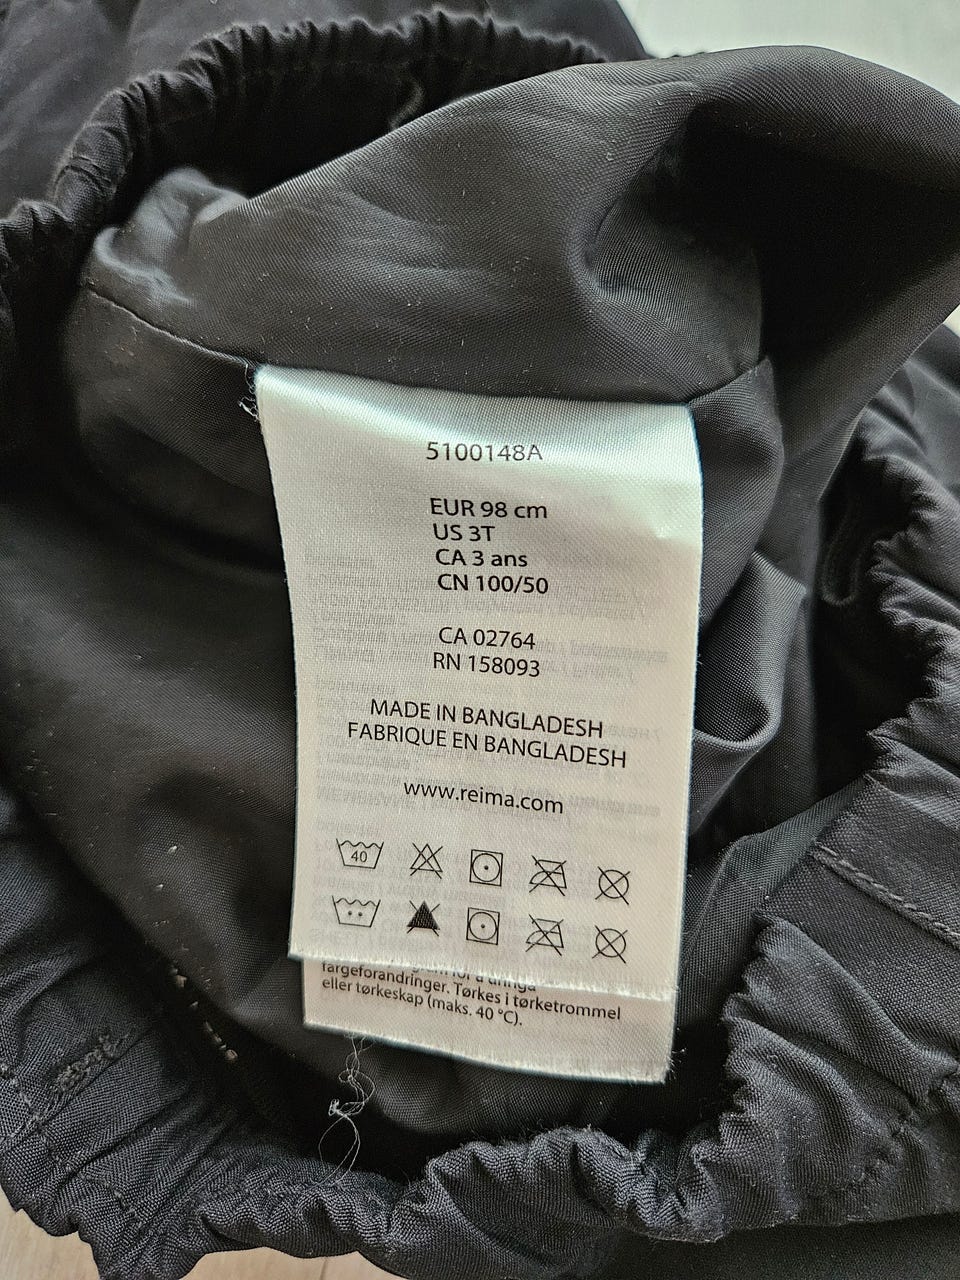 5100148A
EUR 98 cm
US 3T
CA 3 ans
CN 100/50
CA 02764
RN 158093
MADE IN BANGLADESH
FABRIQUE EN BANGLADESH
www.reima.com
40
fargeforandringer. Tørkes i tørketrommel
eller tørkeskap (maks. 40 °C).